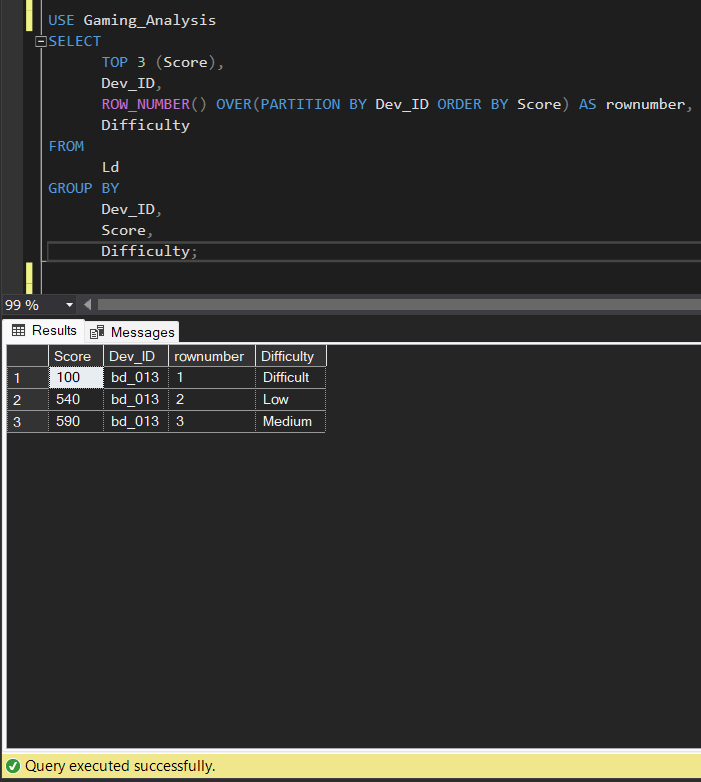 USE Gaming_Analysis
SELECT
TOP 3 (Score),
Dev_ID,
ROW_NUMBER() OVER(PARTITION BY Dev_ID ORDER BY Score) AS rownumber,
Difficulty
FROM
Ld
GROUP BY
Dev_ID,
Score,
Difficulty;
99 %
Results Messages
Score Dev_ID rownumber Difficulty
1 100 bd_013 1 Difficult
2 540 bd_013 2 Low
3 590 bd_013 3 Medium
Query executed successfully.